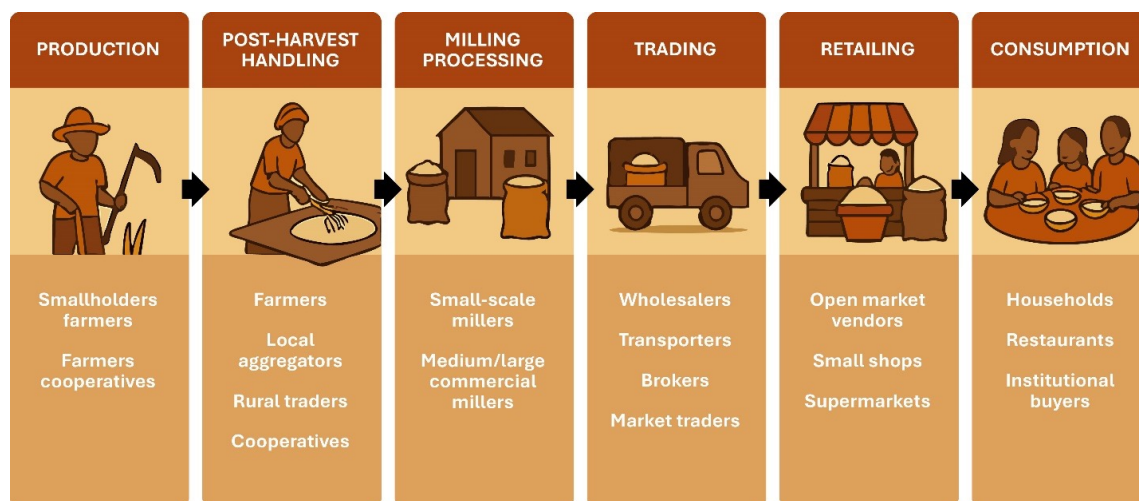 PRODUCTION
Smallholders
farmers
Farmers
cooperatives
POST-HARVEST
HANDLING
Farmers
Local
aggregators
Rural traders
Cooperatives
MILLING
PROCESSING
Small-scale
millers
Medium/large
commercial
millers
TRADING
Wholesalers
Transporters
Brokers
Market traders
RETAILING
Open market
vendors
Small shops
Supermarkets
CONSUMPTION
Households
Restaurants
Institutional
buyers